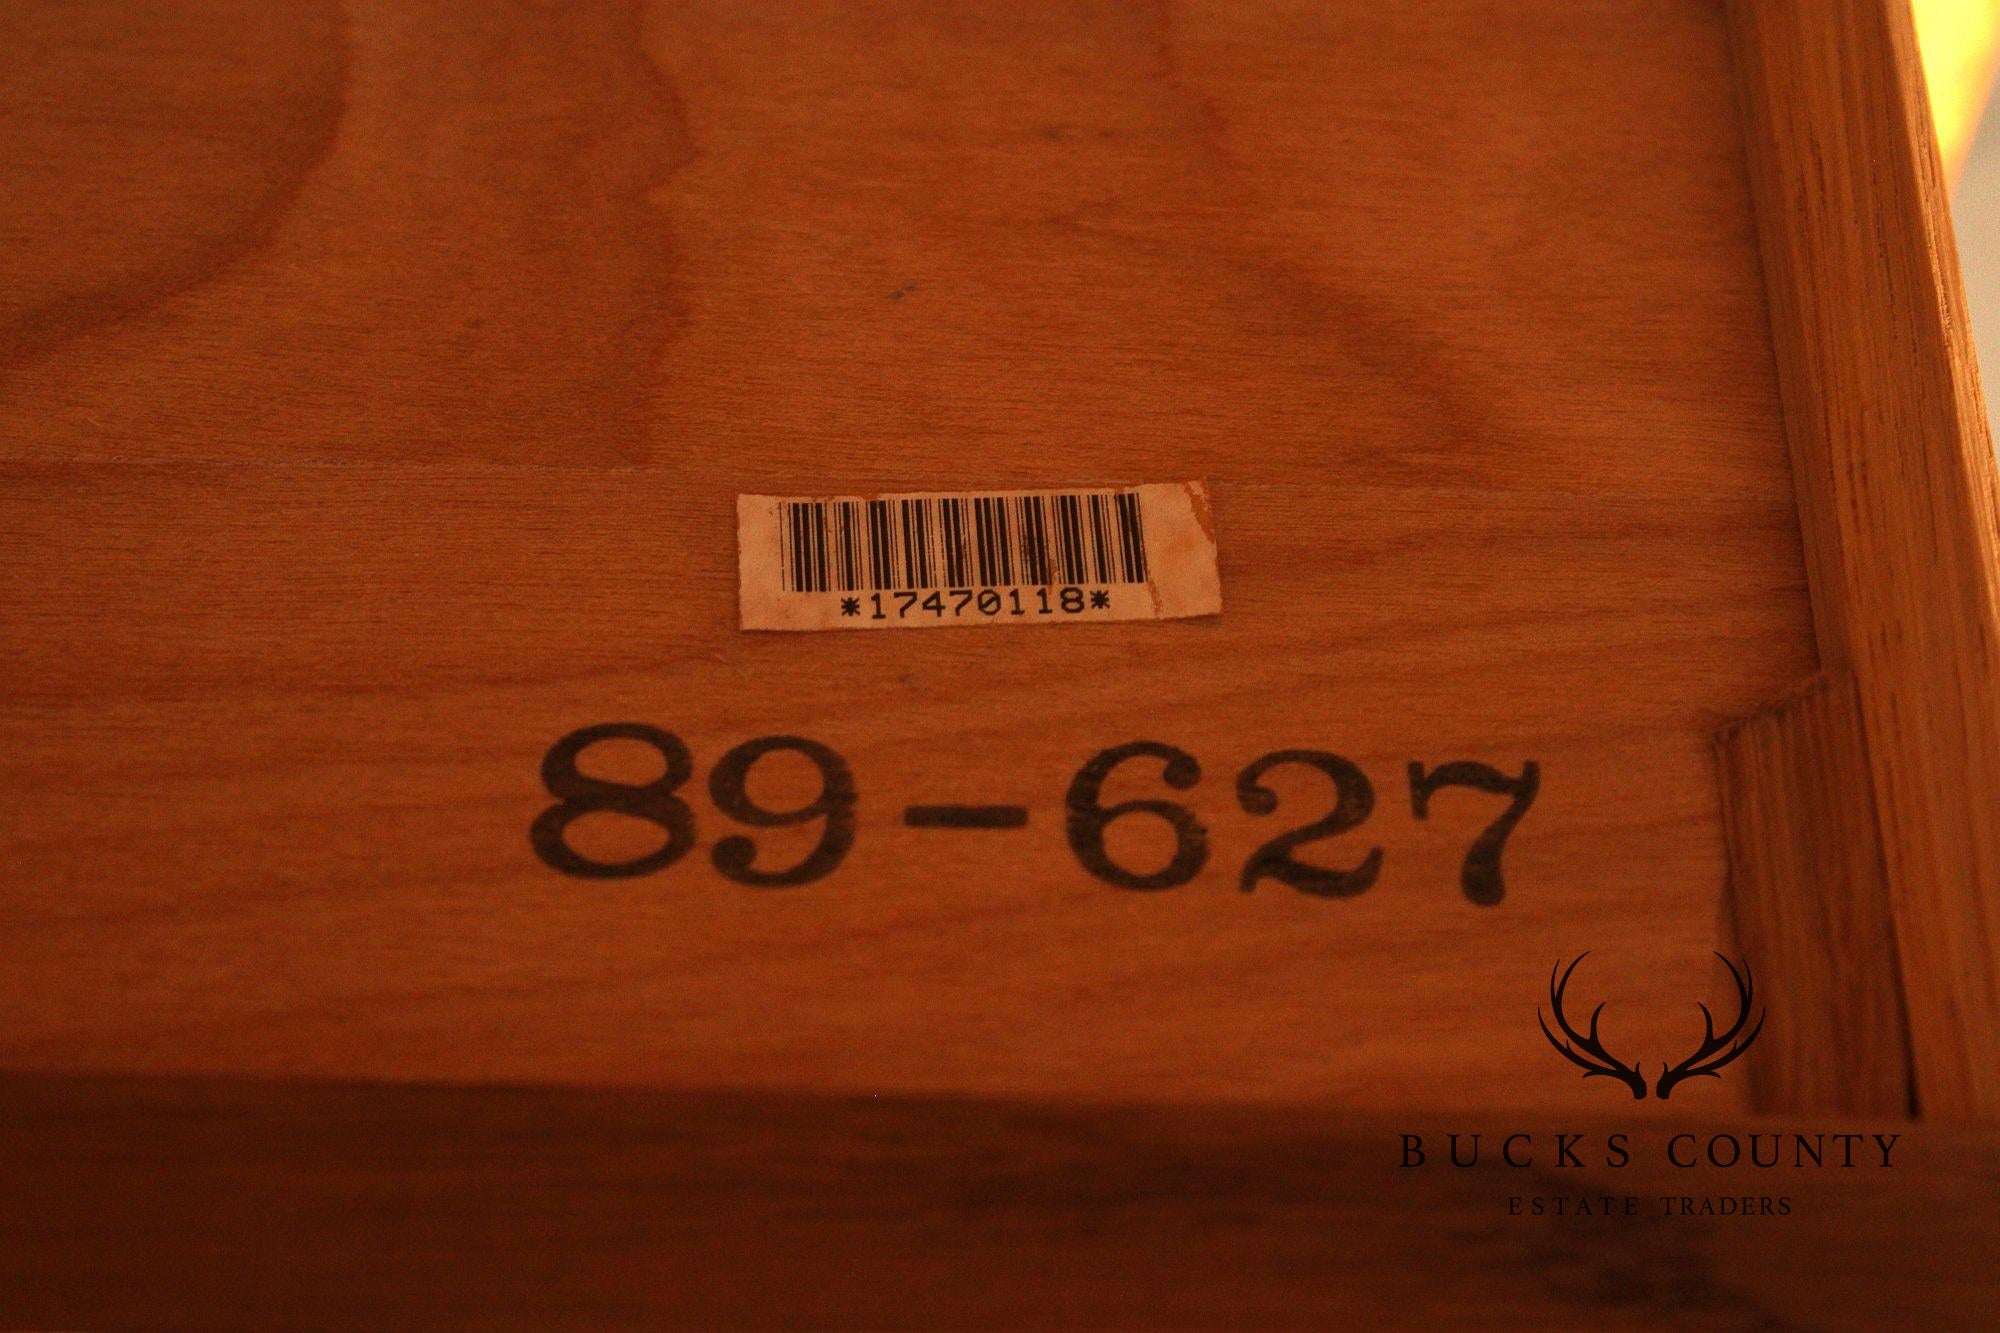 *17470118*
89-627
BUCKS COUNTY
ESTATE TRADERS